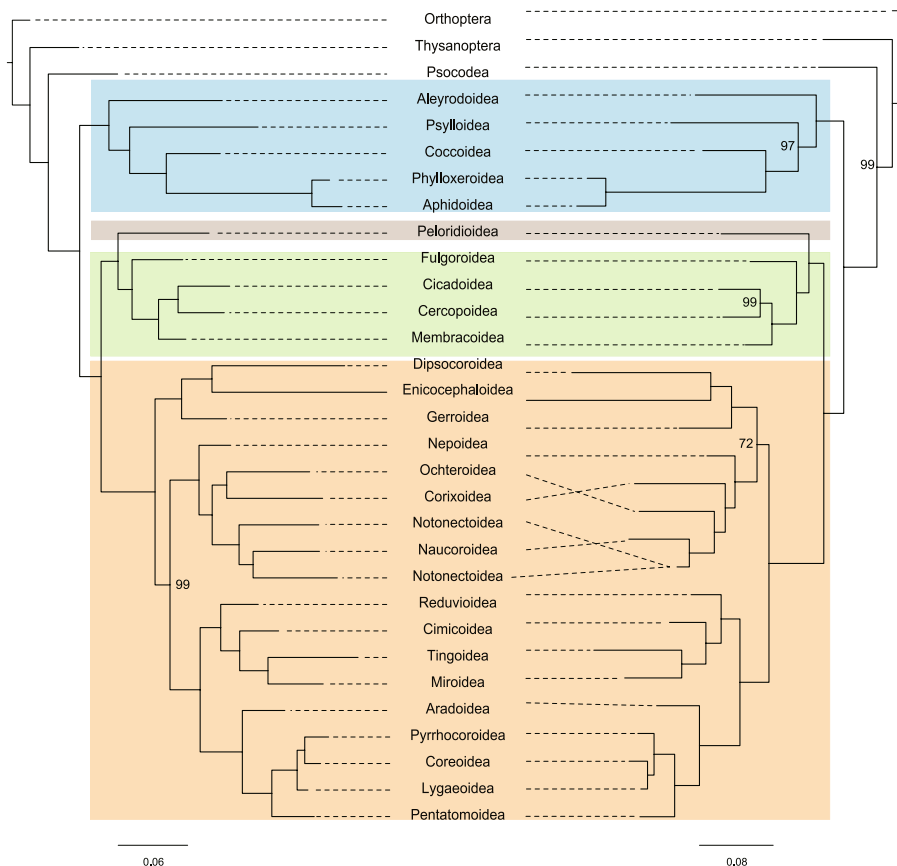 Orthoptera
Thysanoptera
Psocodea
Aleyrodoidea
Psylloidea
97
Coccoidea
99
Phylloxeroidea
Aphidoidea
Peloridioidea
Fulgoroidea
Cicadoidea
99
Cercopoidea
Membracoidea
Dipsocoroidea
Enicocephaloidea
Gerroidea
Nepoidea
72
Ochteroidea
Corixoidea
Notonectoidea
Naucoroidea
Notonectoidea
99
Reduvioidea
Cimicoidea
Tingoidea
Miroidea
Aradoidea
Pyrrhocoroidea
Coreoidea
Lygaeoidea
Pentatomoidea
0.06
0.08